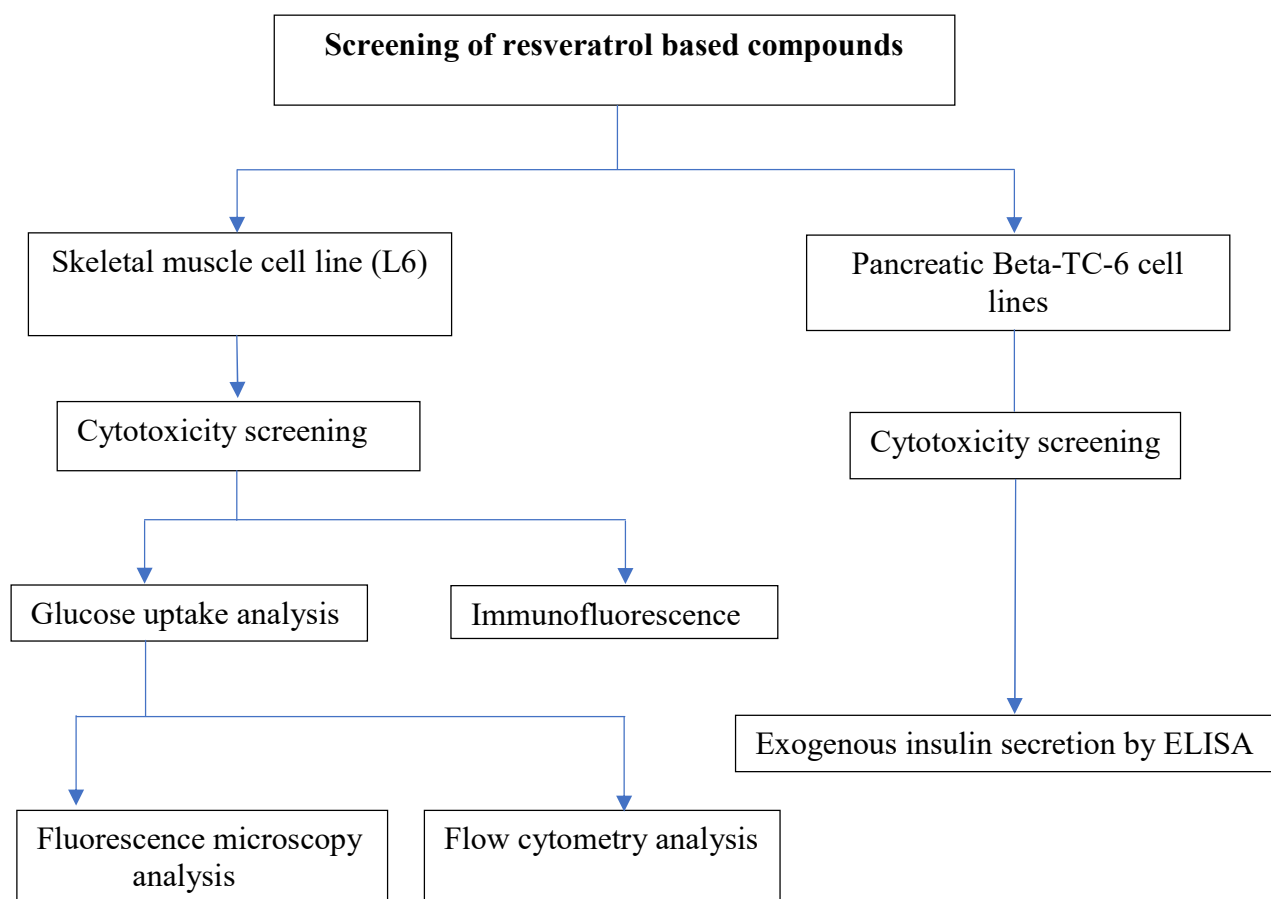 Screening of resveratrol based compounds
Skeletal muscle cell line (L6)
Pancreatic Beta-TC-6 cell
lines
Cytotoxicity screening
Cytotoxicity screening
Glucose uptake analysis
Immunofluorescence
Exogenous insulin secretion by ELISA
Fluorescence microscopy
analysis
Flow cytometry analysis